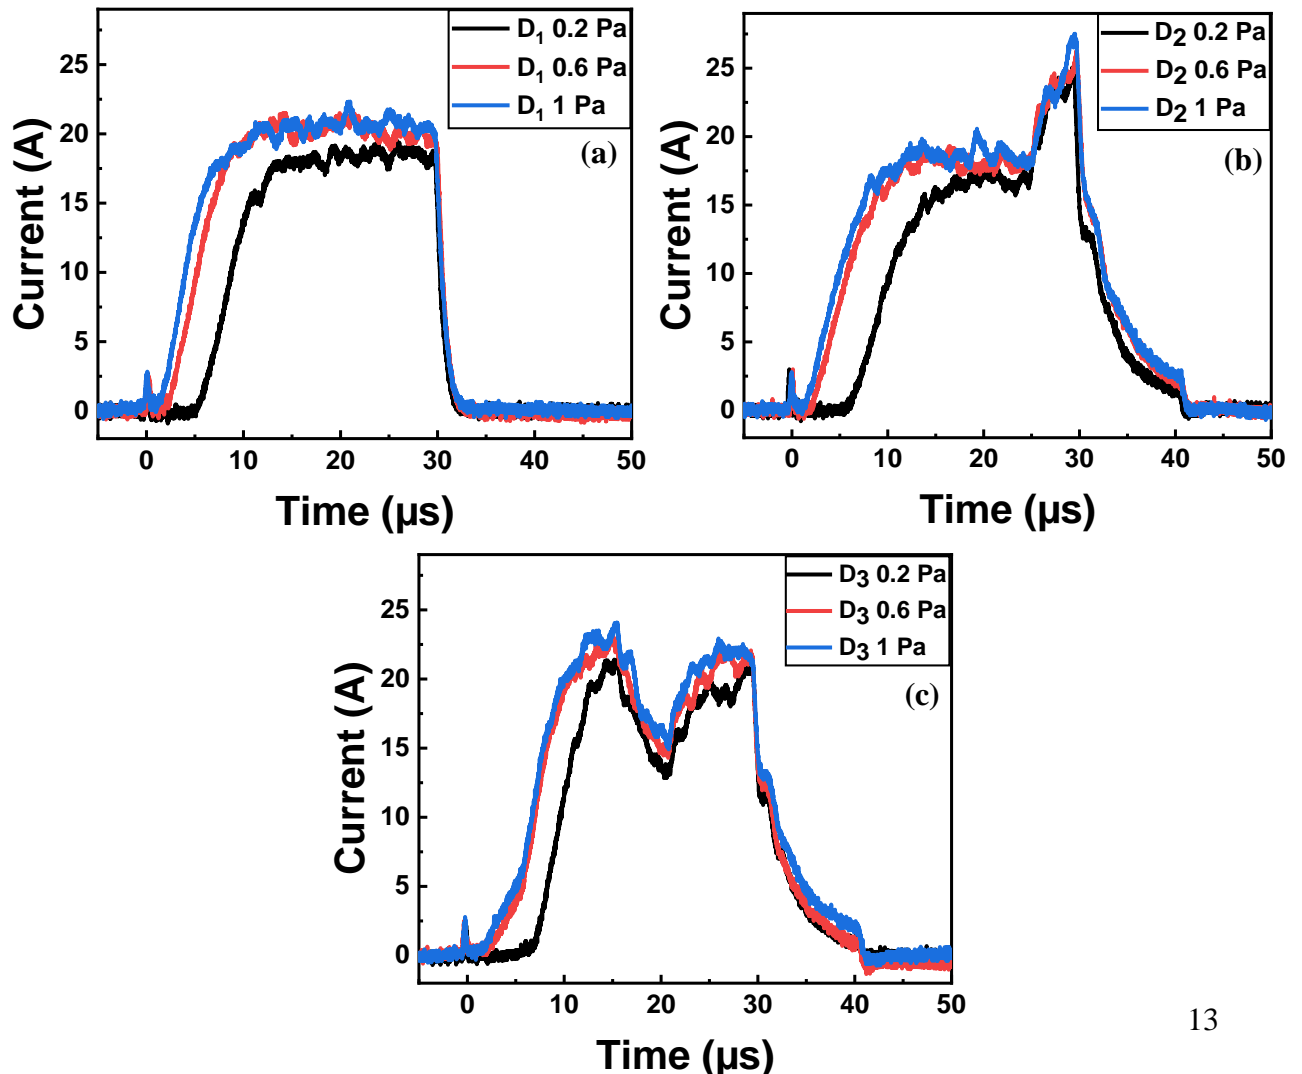 D1 0.2 Pa
D1 0.6 Pa
D1 1 Pa
(a)
25
20
15
10
5
0
Current (A)
0 10 20 30 40 50
Time (µs)
D2 0.2 Pa
D2 0.6 Pa
D2 1 Pa
(b)
25
20
15
10
5
0
Current (A)
0 10 20 30 40 50
Time (µs)
D3 0.2 Pa
D3 0.6 Pa
D3 1 Pa
(c)
25
20
15
10
5
0
Current (A)
0 10 20 30 40 50
Time (µs)
13